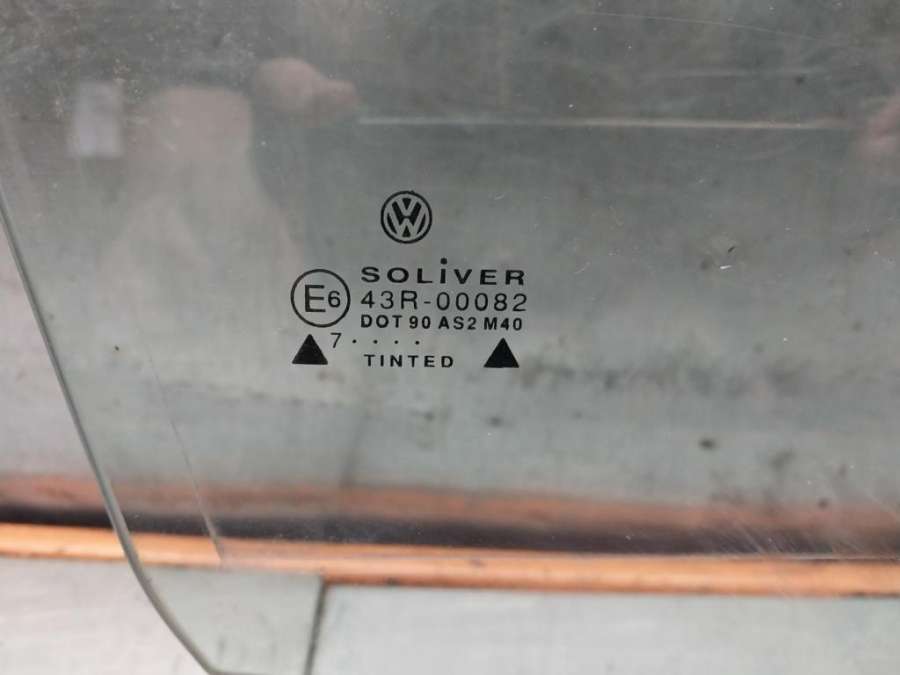 VW
SOLiVER
E6 43R-00082
DOT 90 AS2 M40
7....
TINTED